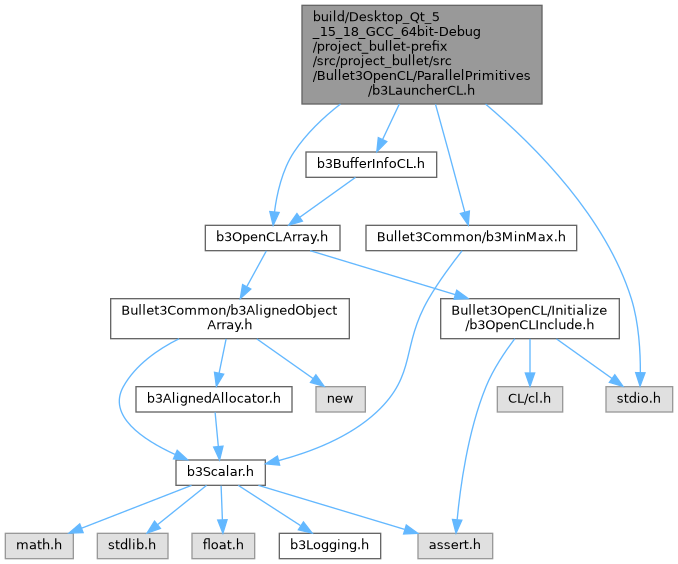 build/Desktop_Qt_5
_15_18_GCC_64bit-Debug
/project_bullet-prefix
/src/project_bullet/src
/Bullet3OpenCL/ParallelPrimitives
/b3LauncherCL.h
b3BufferInfoCL.h
b3OpenCLArray.h
Bullet3Common/b3MinMax.h
Bullet3Common/b3AlignedObject
Array.h
Bullet3OpenCL/Initialize
/b3OpenCLInclude.h
b3AlignedAllocator.h
new
CL/cl.h
stdio.h
b3Scalar.h
math.h
stdlib.h
float.h
b3Logging.h
assert.h